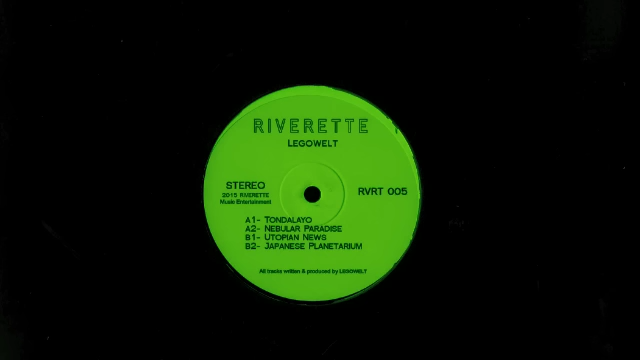 RIVERETTE
LEGOWELT
STEREO
2015 RIVERETTE
Music Entertainment
RVRT 005
A1- TONDALAYO
A2- NEBULAR PARADISE
B1- UTOPIAN NEWS
B2- JAPANESE PLANETARIUM
All tracks written & produced by LEGOWELT